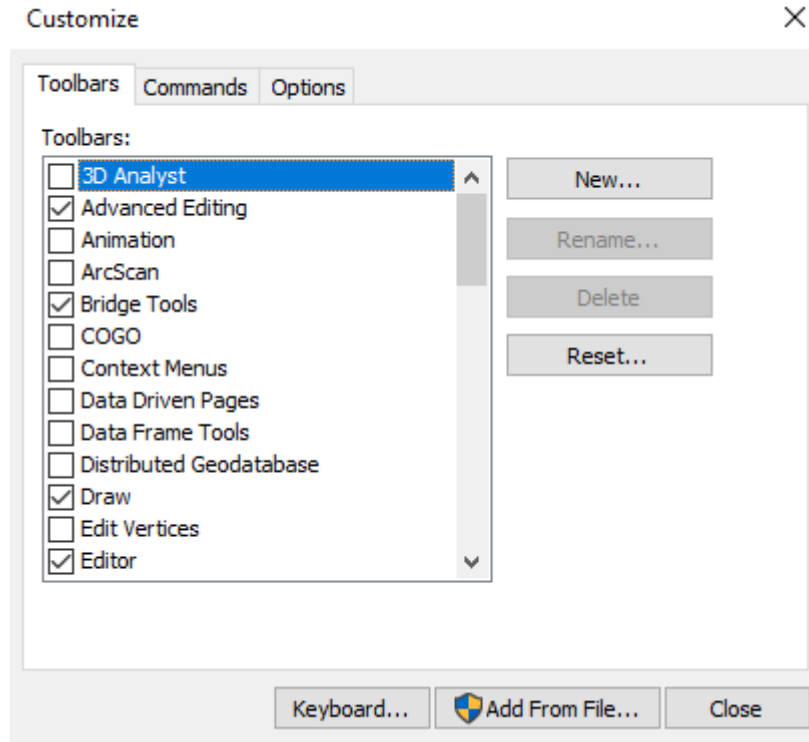 Customize
Toolbars Commands Options
Toolbars:
3D Analyst
Advanced Editing
Animation
ArcScan
Bridge Tools
COGO
Context Menus
Data Driven Pages
Data Frame Tools
Distributed Geodatabase
Draw
Edit Vertices
Editor
New...
Rename...
Delete
Reset...
Keyboard... Add From File... Close